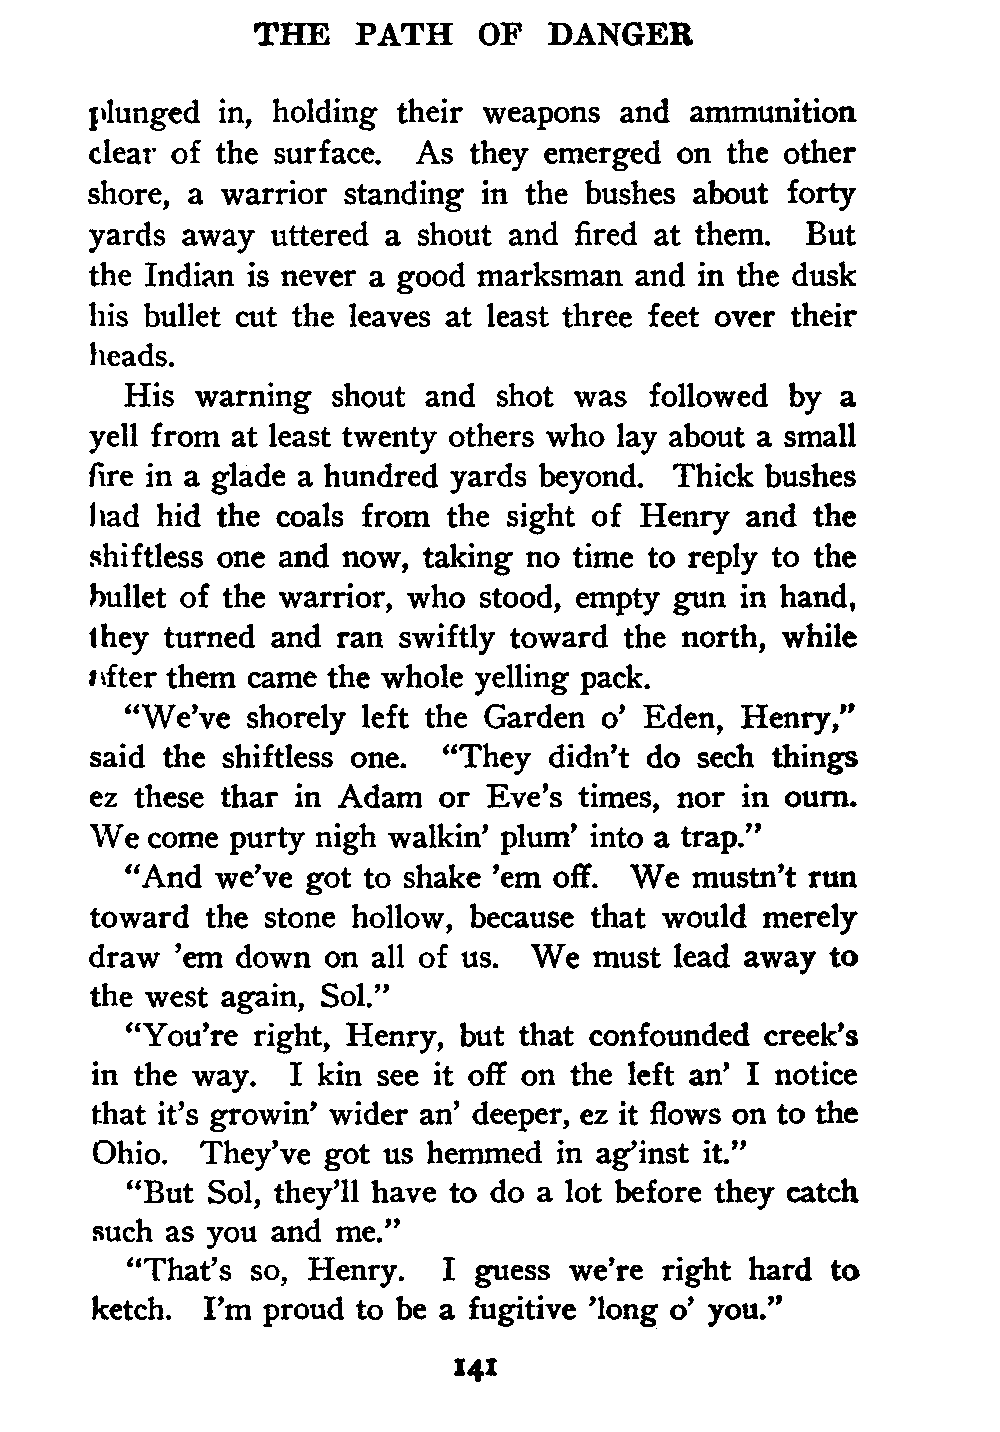 THE PATH OF DANGER
plunged in, holding their weapons and ammunition
clear of the surface. As they emerged on the other
shore, a warrior standing in the bushes about forty
yards away uttered a shout and fired at them. But
the Indian is never a good marksman and in the dusk
his bullet cut the leaves at least three feet over their
heads.
His warning shout and shot was followed by a
yell from at least twenty others who lay about a small
fire in a glade a hundred yards beyond. Thick bushes
had hid the coals from the sight of Henry and the
shiftless one and now, taking no time to reply to the
bullet of the warrior, who stood, empty gun in hand,
they turned and ran swiftly toward the north, while
after them came the whole yelling pack.
“We’ve shorely left the Garden o’ Eden, Henry,”
said the shiftless one. “They didn’t do sech things
ez these thar in Adam or Eve’s times, nor in ourn.
We come purty nigh walkin’ plum’ into a trap.”
“And we’ve got to shake ’em off. We mustn’t run
toward the stone hollow, because that would merely
draw ’em down on all of us. We must lead away to
the west again, Sol.”
“You’re right, Henry, but that confounded creek’s
in the way. I kin see it off on the left an’ I notice
that it’s growin’ wider an’ deeper, ez it flows on to the
Ohio. They’ve got us hemmed in ag’inst it.”
“But Sol, they’ll have to do a lot before they catch
such as you and me.”
“That’s so, Henry. I guess we’re right hard to
ketch. I’m proud to be a fugitive ’long o’ you.”
141